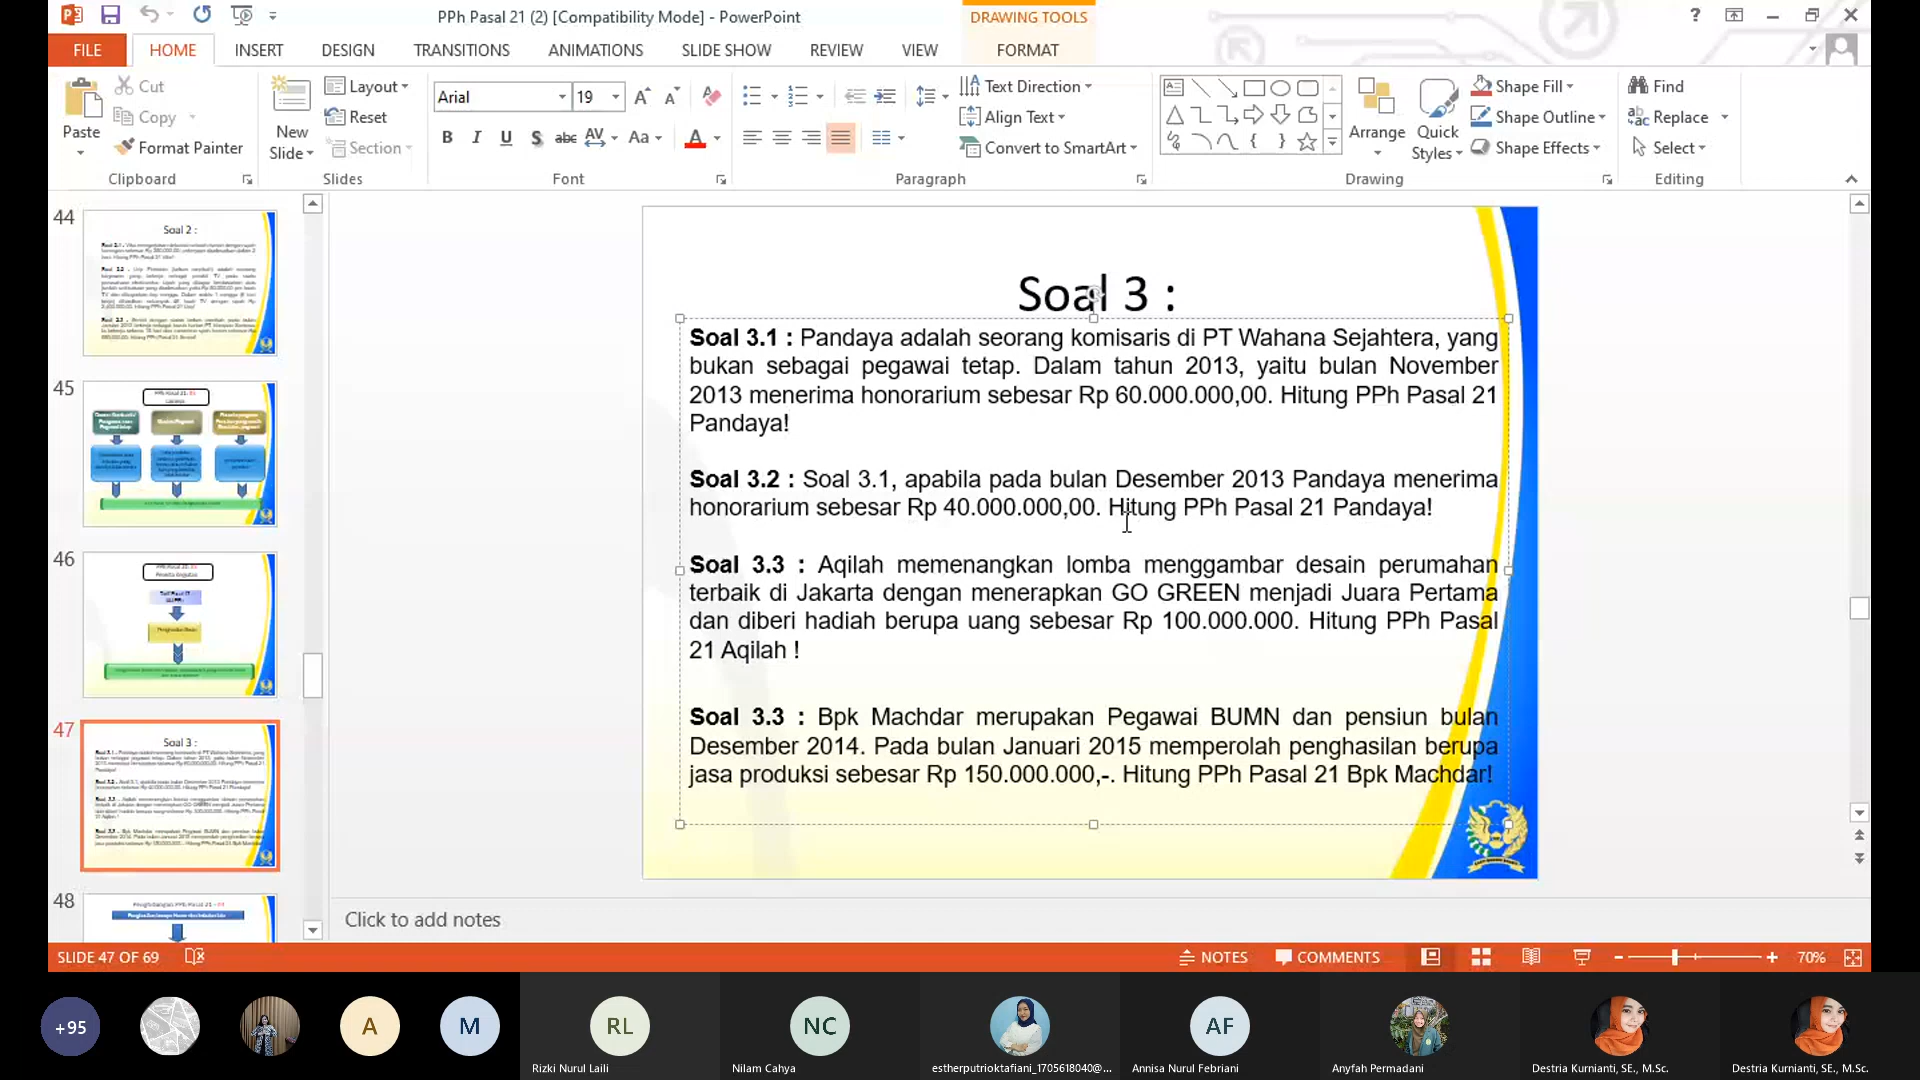 PPh Pasal 21 (2) [Compatibility Mode] - PowerPoint
DRAWING TOOLS
?
FILE
HOME
INSERT
DESIGN
TRANSITIONS
ANIMATIONS
SLIDE SHOW
REVIEW
VIEW
FORMAT
Paste
Cut
Copy
Format Painter
Clipboard
New Slide
Layout
Reset
Section
Slides
Arial
19
Font
Paragraph
Text Direction
Align Text
Convert to SmartArt
Arrange
Quick Styles
Shape Fill
Shape Outline
Shape Effects
Drawing
Find
Replace
Select
Editing
44
Soal 2 :
45
46
47
Soal 3 :
48
Soal 3 :
Soal 3.1 : Pandaya adalah seorang komisaris di PT Wahana Sejahtera, yang
bukan sebagai pegawai tetap. Dalam tahun 2013, yaitu bulan November
2013 menerima honorarium sebesar Rp 60.000.000,00. Hitung PPh Pasal 21
Pandaya!
Soal 3.2 : Soal 3.1, apabila pada bulan Desember 2013 Pandaya menerima
honorarium sebesar Rp 40.000.000,00. Hitung PPh Pasal 21 Pandaya!
Soal 3.3 : Aqilah memenangkan lomba menggambar desain perumahan
terbaik di Jakarta dengan menerapkan GO GREEN menjadi Juara Pertama
dan diberi hadiah berupa uang sebesar Rp 100.000.000. Hitung PPh Pasal
21 Aqilah !
Soal 3.3 : Bpk Machdar merupakan Pegawai BUMN dan pensiun bulan
Desember 2014. Pada bulan Januari 2015 memperolah penghasilan berupa
jasa produksi sebesar Rp 150.000.000,-. Hitung PPh Pasal 21 Bpk Machdar!
Click to add notes
SLIDE 47 OF 69
NOTES
COMMENTS
70%
+95
A
M
RL
NC
AF
Rizki Nurul Laili
Nilam Cahya
estherputrioktafiani_1705618040@...
Annisa Nurul Febriani
Anyfah Permadani
Destria Kurnianti, SE., M.Sc.
Destria Kurnianti, SE., M.Sc.